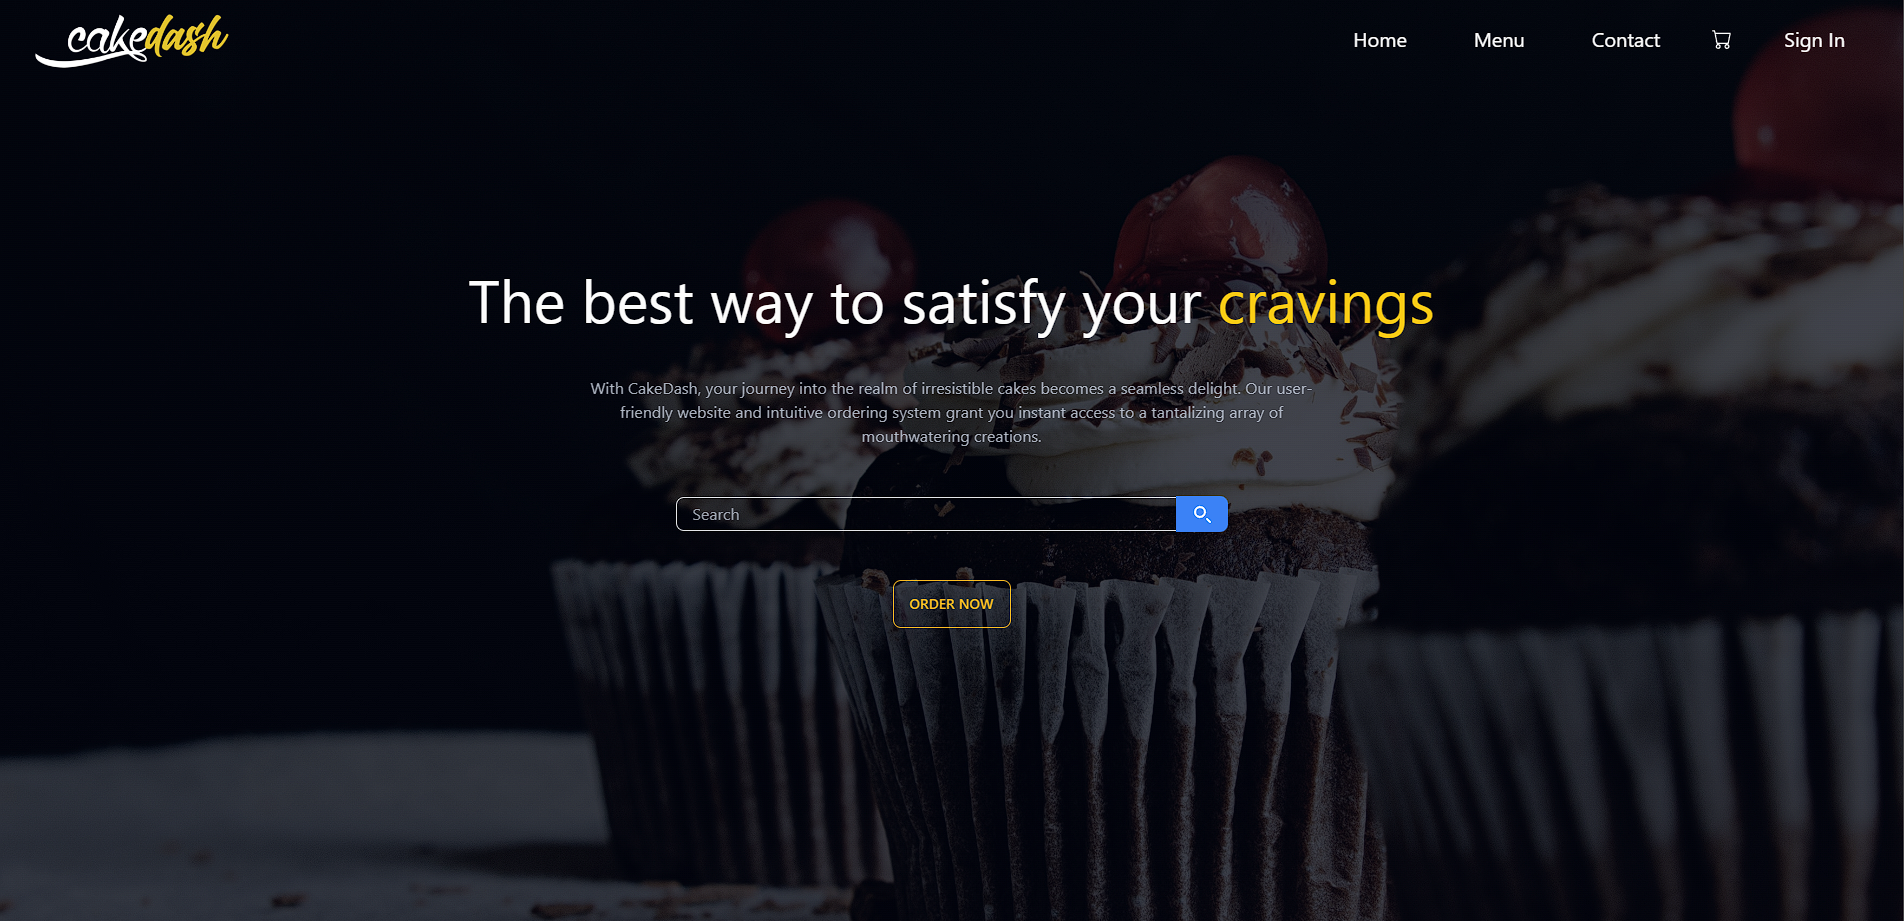 cakedash
Home
Menu
Contact
Sign In
The best way to satisfy your cravings
With CakeDash, your journey into the realm of irresistible cakes becomes a seamless delight. Our user-
friendly website and intuitive ordering system grant you instant access to a tantalizing array of
mouthwatering creations.
Search
ORDER NOW